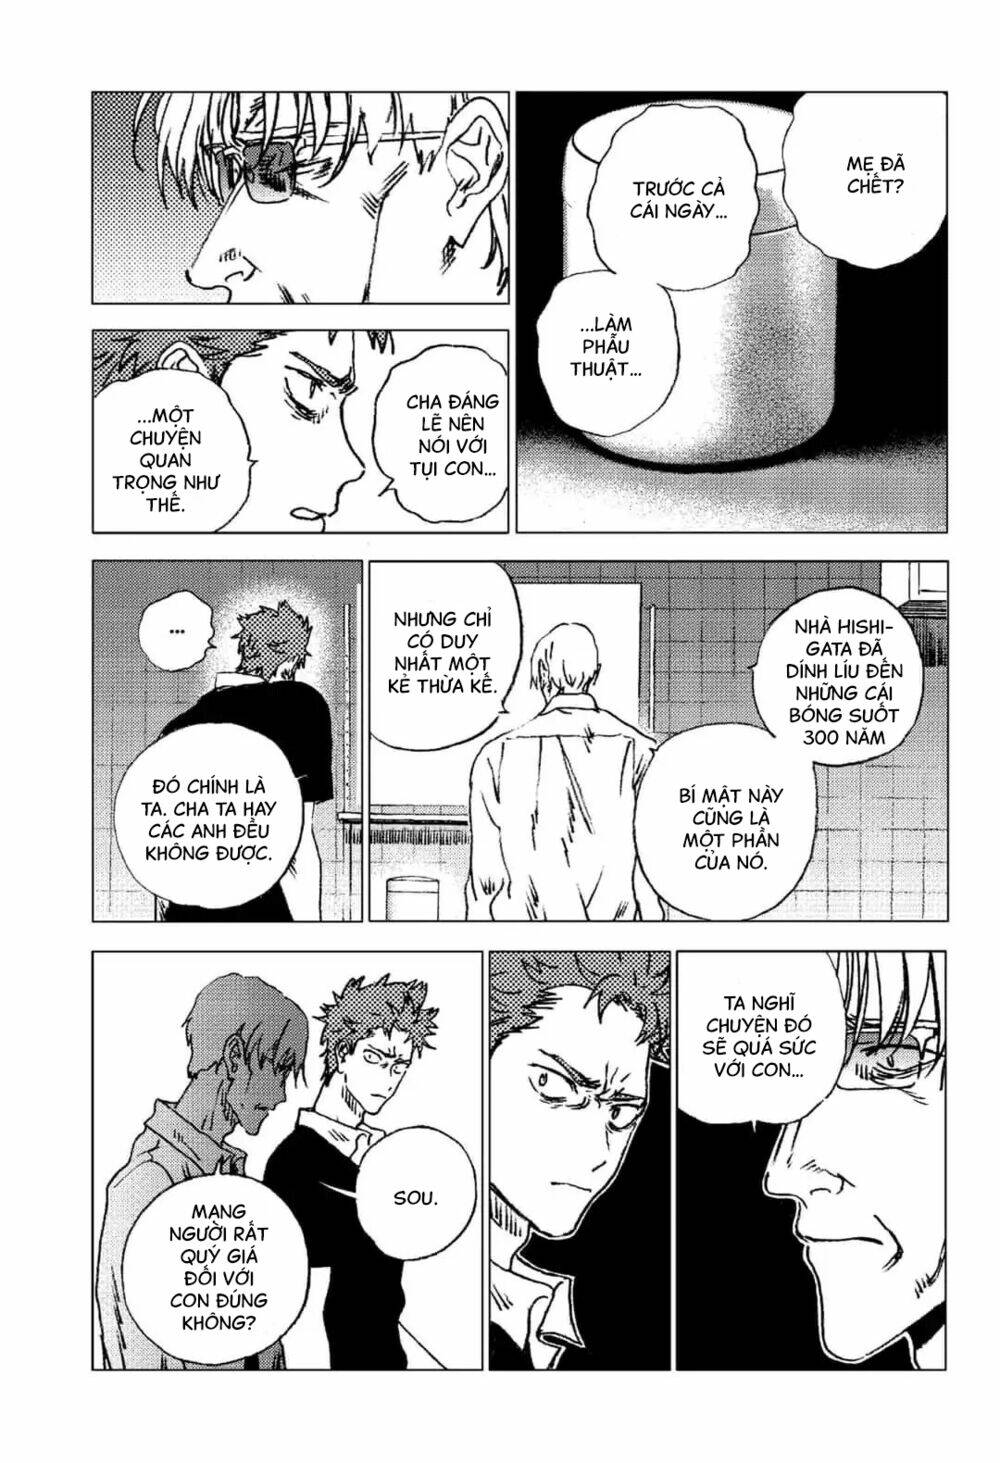 MẸ ĐÃ
CHẾT?
TRƯỚC CẢ
CÁI NGÀY...
...LÀM
PHẪU
THUẬT...
CHA ĐÁNG
LẼ NÊN
NÓI VỚI
TỤI CON...
...MỘT
CHUYỆN
QUAN
TRỌNG NHƯ
THẾ.
NHÀ HISHI-
GATA ĐÃ
DÍNH LÍU ĐẾN
NHỮNG CÁI
BÓNG SUỐT
300 NĂM
BÍ MẬT NÀY
CŨNG LÀ
MỘT PHẦN
CỦA NÓ.
NHƯNG CHỈ
CÓ DUY
NHẤT MỘT
KẺ THỪA KẾ.
...
ĐÓ CHÍNH LÀ
TA. CHA TA HAY
CÁC ANH ĐỀU
KHÔNG ĐƯỢC.
TA NGHĨ
CHUYỆN ĐÓ
SẼ QUÁ SỨC
VỚI CON...
SOU.
MẠNG
NGƯỜI RẤT
QUÝ GIÁ
ĐỐI VỚI
CON ĐÚNG
KHÔNG?